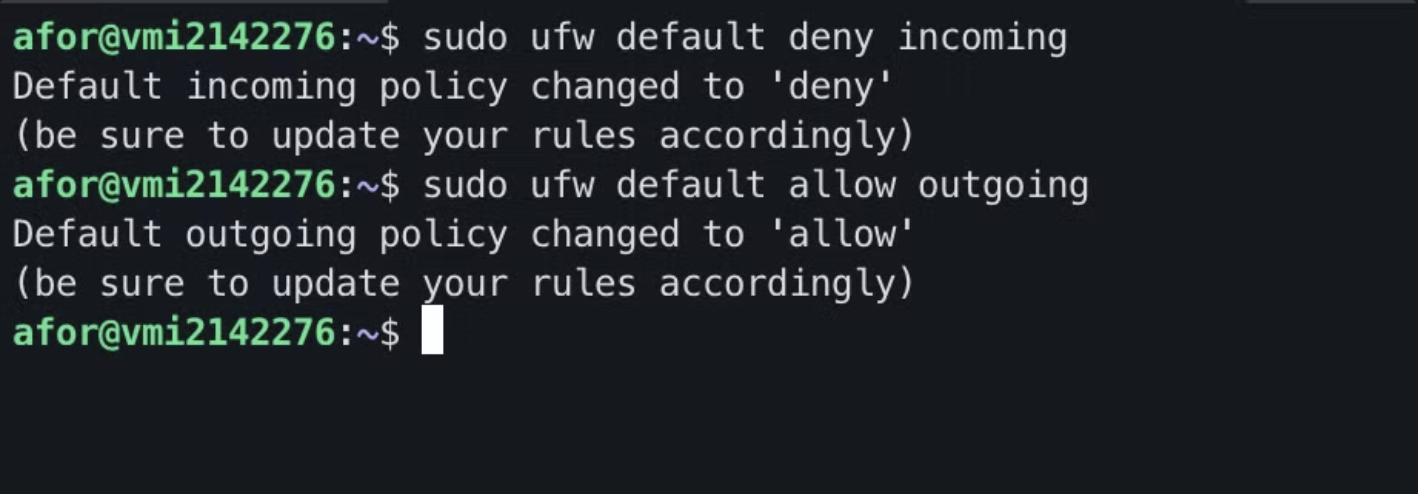 afor@vmi2142276:~$ sudo ufw default deny incoming
Default incoming policy changed to 'deny'
(be sure to update your rules accordingly)
afor@vmi2142276:~$ sudo ufw default allow outgoing
Default outgoing policy changed to 'allow'
(be sure to update your rules accordingly)
afor@vmi2142276:~$